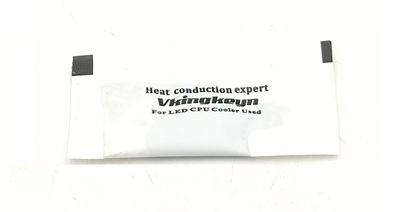 Heat conduction expert
Vkingkeyn
For LED CPU Cooler Used